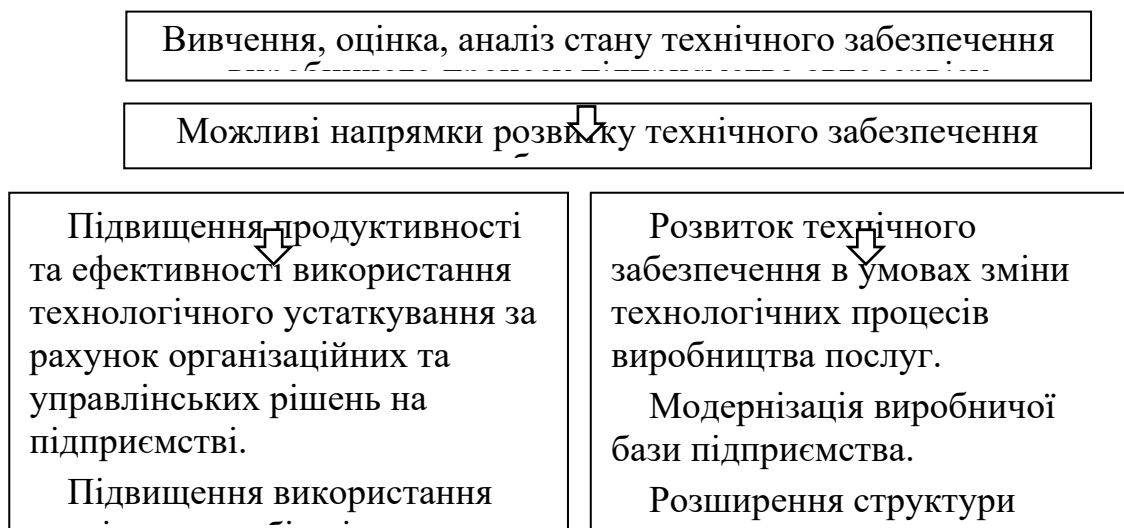 Вивчення, оцінка, аналіз стану технічного забезпечення
Можливі напрямки розвитку технічного забезпечення
Підвищення продуктивності
та ефективності використання
технологічного устаткування за
рахунок організаційних та
управлінських рішень на
підприємстві.
Підвищення використання
Розвиток технічного
забезпечення в умовах зміни
технологічних процесів
виробництва послуг.
Модернізація виробничої
бази підприємства.
Розширення структури